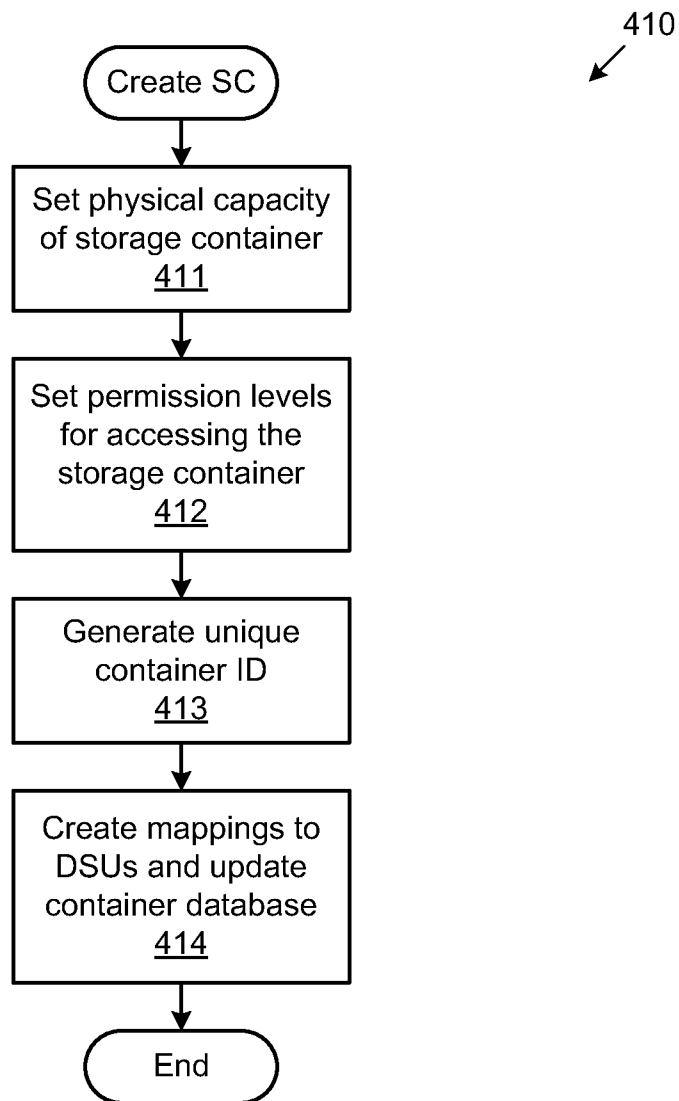 410
Create SC
Set physical capacity
of storage container
411
Set permission levels
for accessing the
storage container
412
Generate unique
container ID
413
Create mappings to
DSUs and update
container database
414
End